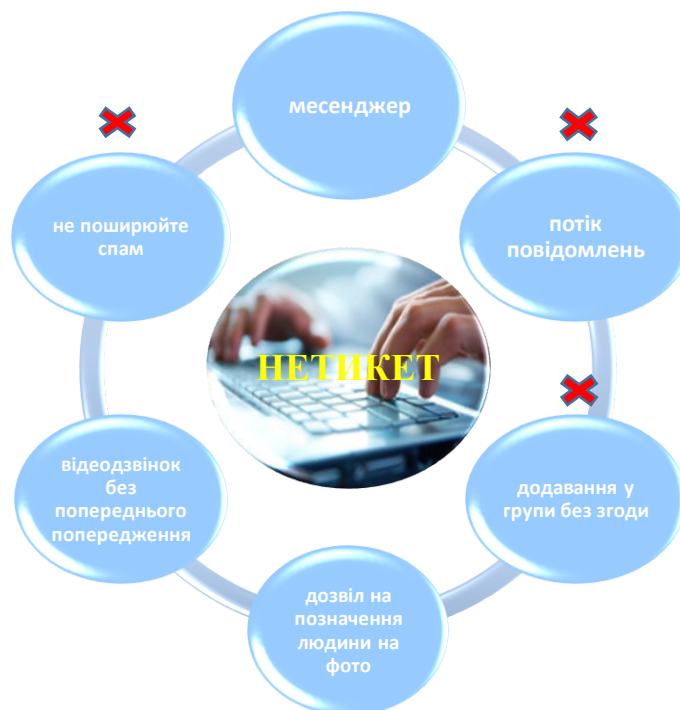 месенджер
не поширюйте
спам
потік
повідомлень
НЕТИКЕТ
відеодзвінок
без
попереднього
попередження
додавання у
групи без згоди
дозвіл на
позначення
людини на
фото